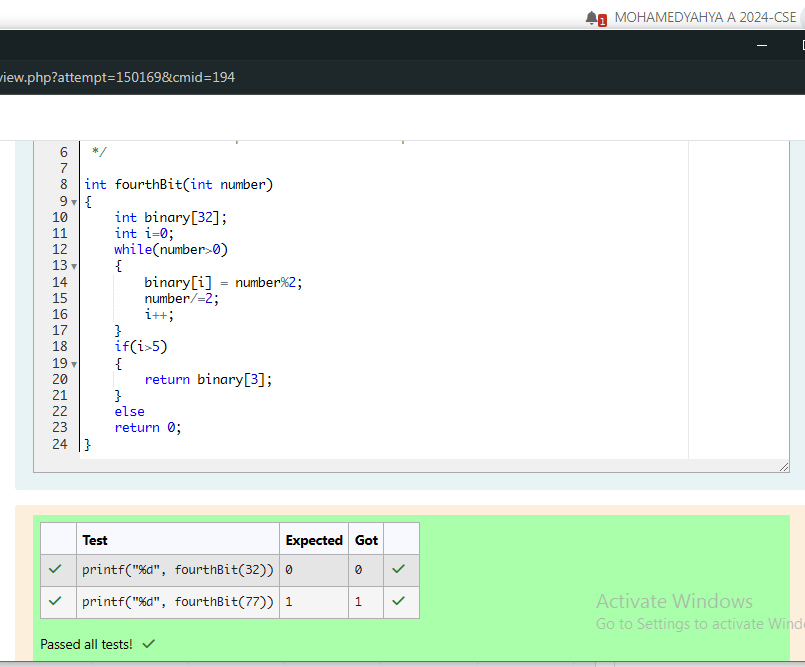 1 MOHAMEDYAHYA A 2024-CSE
view.php?attempt=150169&cmid=194
6 */
7
8 int fourthBit(int number)
9 {
10 int binary[32];
11 int i=0;
12 while(number>0)
13 {
14 binary[i] = number%2;
15 number/=2;
16 i++;
17 }
18 if(i>5)
19 {
20 return binary[3];
21 }
22 else
23 return 0;
24 }
Test Expected Got
printf("%d", fourthBit(32)) 0 0
printf("%d", fourthBit(77)) 1 1
Activate Windows
Go to Settings to activate Wind
Passed all tests!